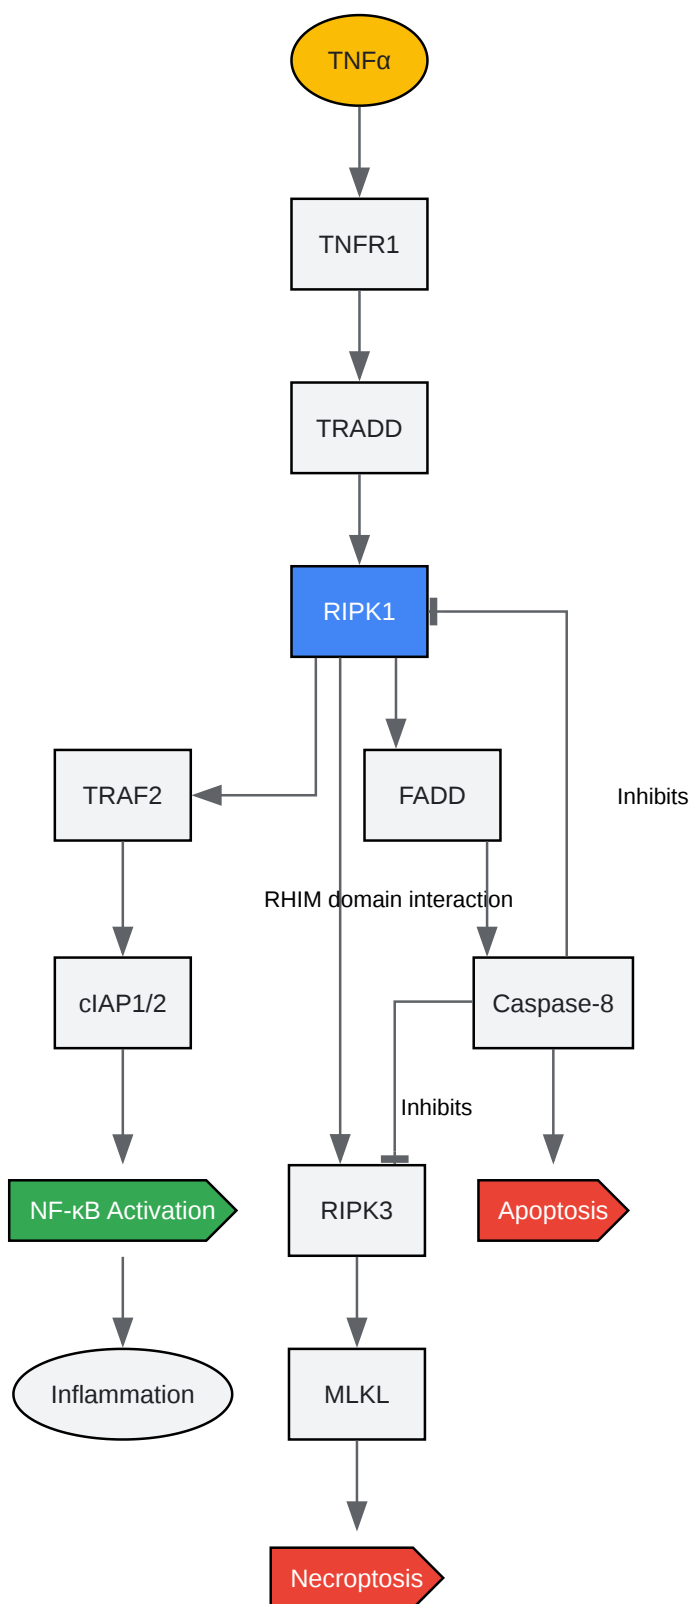 TNFα
TNFR1
TRADD
RIPK1
TRAF2
FADD
Inhibits
RHIM domain interaction
cIAP1/2
Caspase-8
Inhibits
NF-κB Activation
RIPK3
Apoptosis
Inflammation
MLKL
Necroptosis